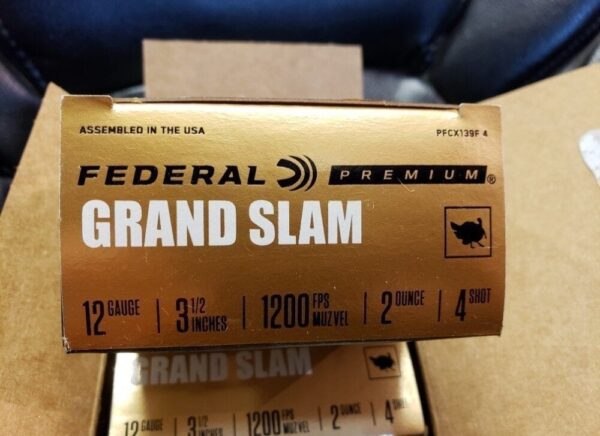 ASSEMBLED IN THE USA PFCX139F 4
FEDERAL PREMIUM®
GRAND SLAM
12 GAUGE | 3 1/2 INCHES | 1200 FPS MUZ VEL | 2 OUNCE | 4 SHOT
GRAND SLAM
12 GAUGE | 3 1/2 INCHES | 1200 FPS MUZ VEL | 2 OUNCE | 4 SHOT